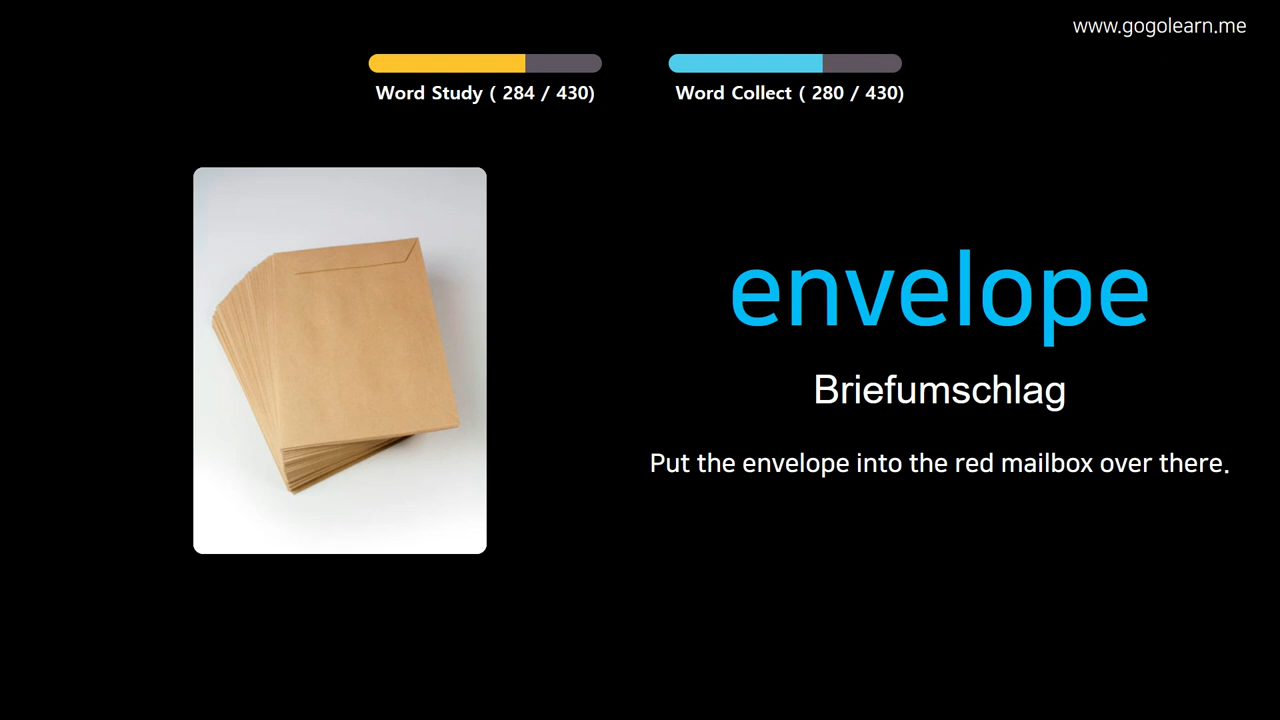 www.gogolearn.me
Word Study ( 284 / 430)
Word Collect ( 280 / 430)
envelope
Briefumschlag
Put the envelope into the red mailbox over there.